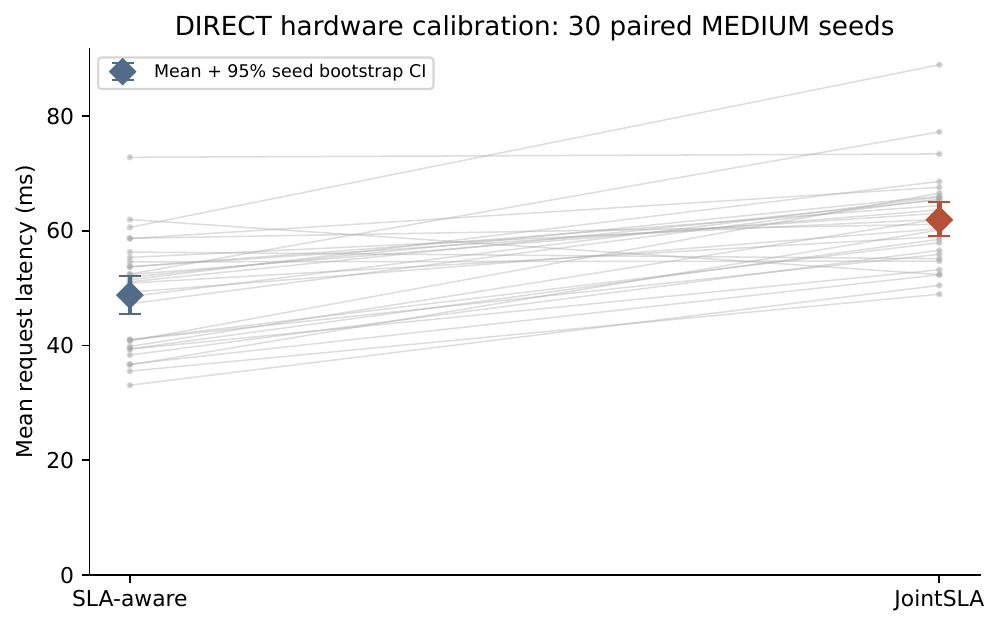 DIRECT hardware calibration: 30 paired MEDIUM seeds
Mean + 95% seed bootstrap CI
Mean request latency (ms)
80
60
40
20
0
SLA-aware
JointSLA